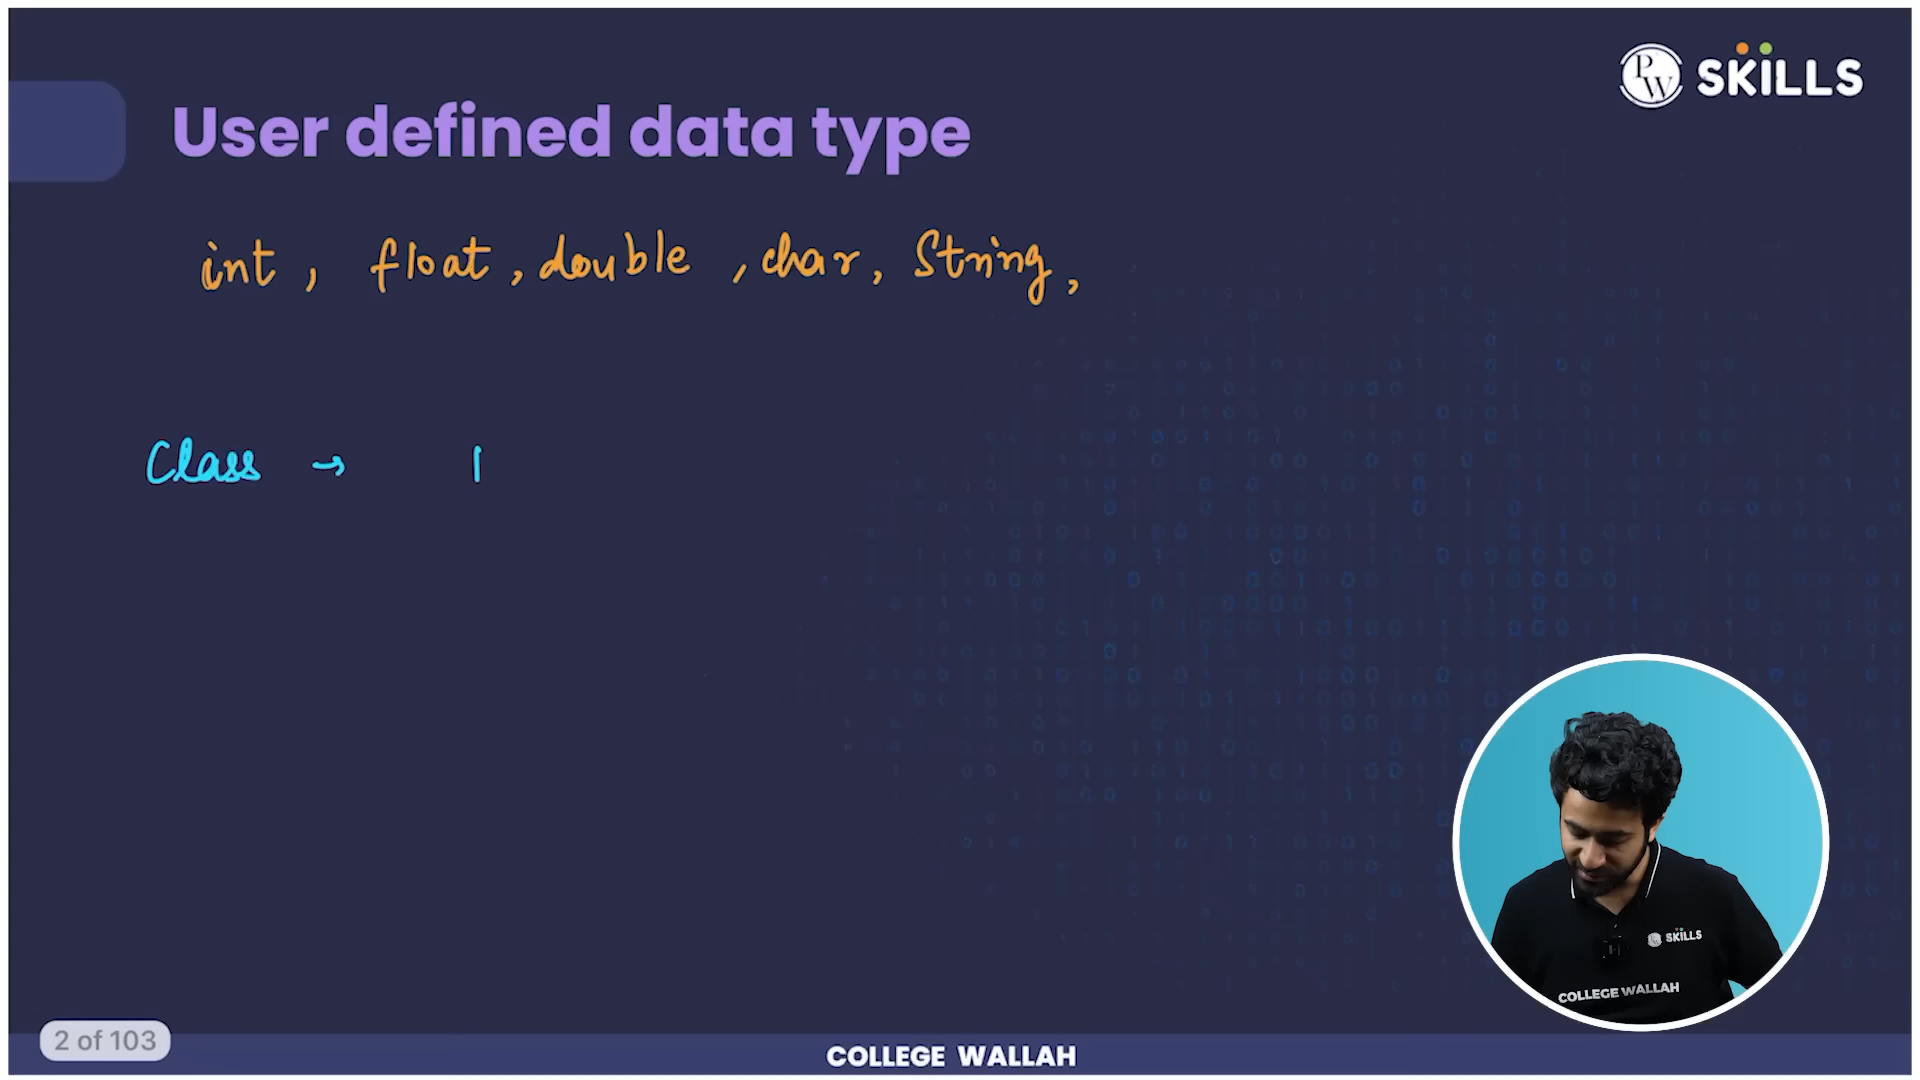 PW SKILLS
User defined data type
int, float, double, char, String,
Class → |
SKILLS
COLLEGE WALLAH
2 of 103
COLLEGE WALLAH